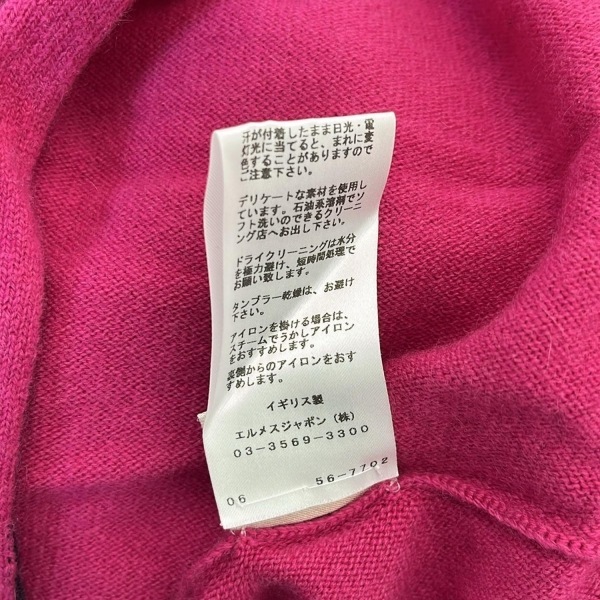 汗が付着したまま日光・電
灯光に当てると、まれに変
色することがありますので
ご注意下さい。
デリケートな素材を使用し
ています。石油系溶剤でソ
フト洗いのできるクリーニ
ング店へお出し下さい。
ドライクリーニングは水分
を極力避け、短時間処理で
お願い致します。
タンブラー乾燥は、お避け
下さい。
アイロンを掛ける場合は、
スチームでうかしアイロン
をおすすめします。
裏側からのアイロンをおす
すめします。
イギリス製
エルメスジャポン(株)
03-3569-3300
06 56-7702